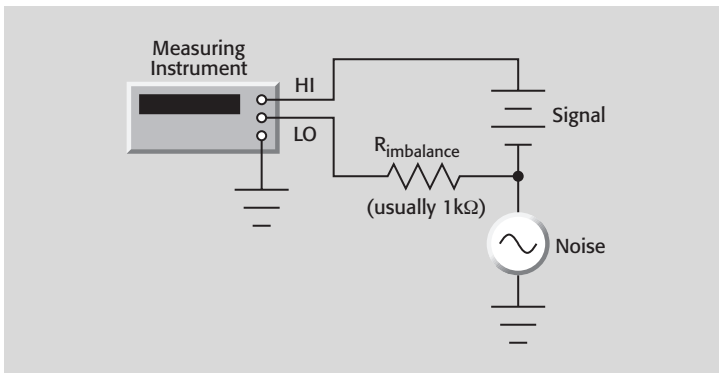 Measuring
Instrument
HI
LO
Signal
Rimbalance
(usually 1kΩ)
Noise